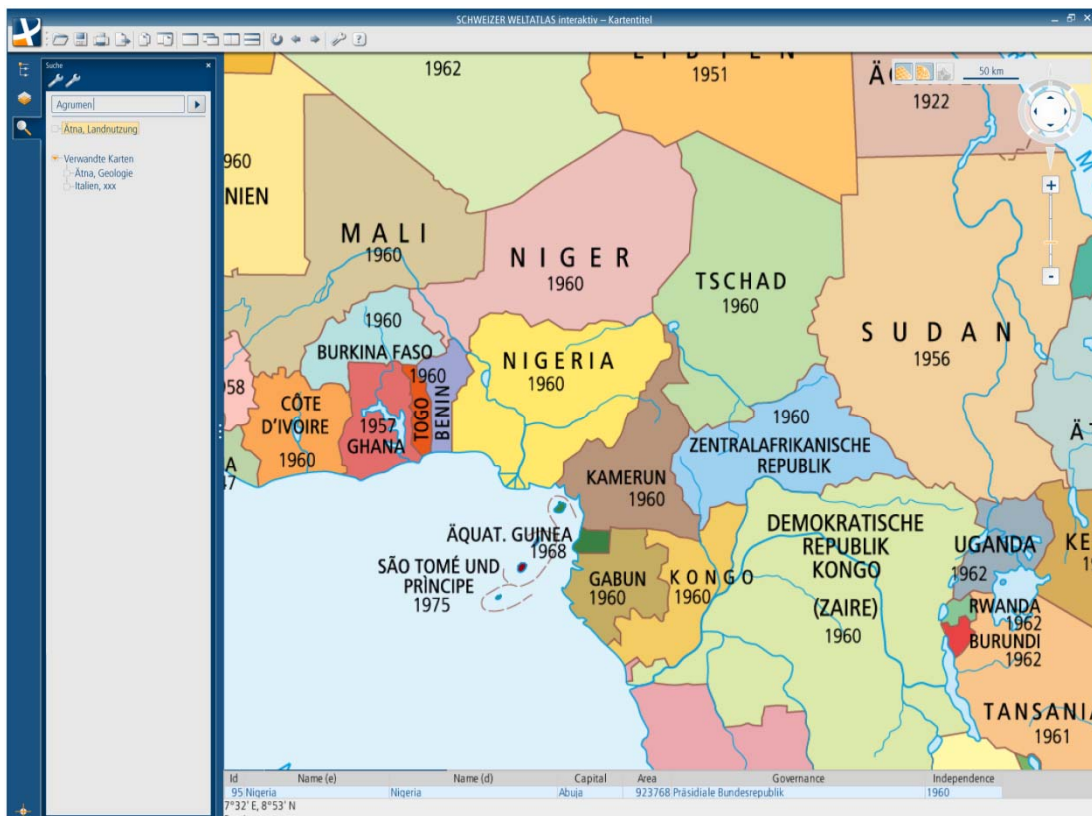 SCHWEIZER WELTATLAS interaktiv – Kartentitel
Suche
Agrumen
Ätna, Landnutzung
Verwandte Karten
Ätna, Geologie
Italien, xxx
50 km
1962
1951
1922
960
NIEN
MALI
1960
NIGER
1960
TSCHAD
1960
SUDAN
1956
1960
BURKINA FASO
1960
NIGERIA
1960
58
CÔTE
D'IVOIRE
1960
1957
GHANA
TOGO
BENIN
1960
ZENTRALAFRIKANISCHE
REPUBLIK
KAMERUN
1960
A
47
ÄQUAT. GUINEA
1968
SÃO TOMÉ UND
PRÌNCIPE
1975
GABUN
1960
KONGO
1960
DEMOKRATISCHE
REPUBLIK
KONGO
(ZAIRE)
1960
UGANDA
1962
KE
RWANDA
1962
BURUNDI
1962
TANSANIA
1961
Id Name (e) Name (d) Capital Area Governance Independence
95 Nigeria Nigeria Abuja 923768 Präsidiale Bundesrepublik 1960
7°32' E, 8°53' N